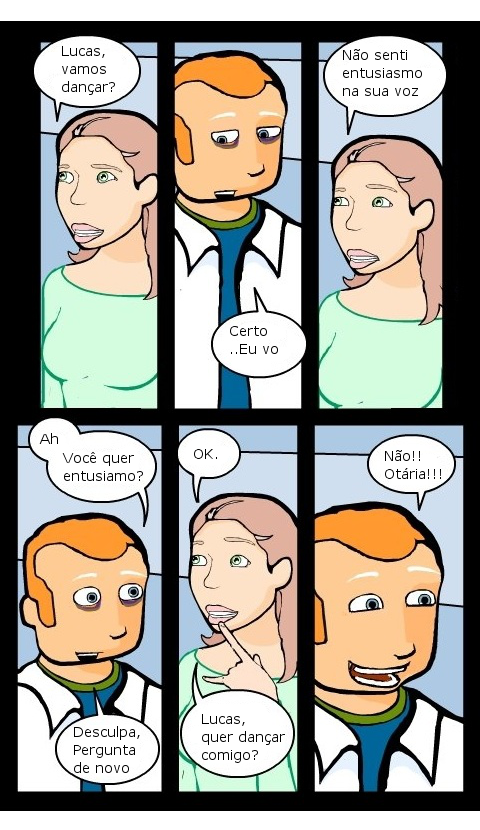 Lucas,
vamos
dançar?
Certo
..Eu vo
Não senti
entusiasmo
na sua voz
Ah
Você quer
entusiamo?
Desculpa,
Pergunta
de novo
OK.
Lucas,
quer dançar
comigo?
Não!!
Otária!!!